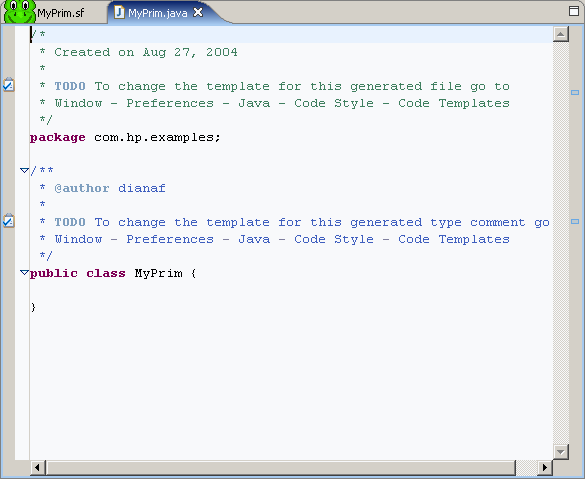 MyPrim.sf
MyPrim.java
/*
 * Created on Aug 27, 2004
 *
 * TODO To change the template for this generated file go to
 * Window - Preferences - Java - Code Style - Code Templates
 */
package com.hp.examples;
/**
 * @author dianaf
 *
 * TODO To change the template for this generated type comment go
 * Window - Preferences - Java - Code Style - Code Templates
 */
public class MyPrim {
}